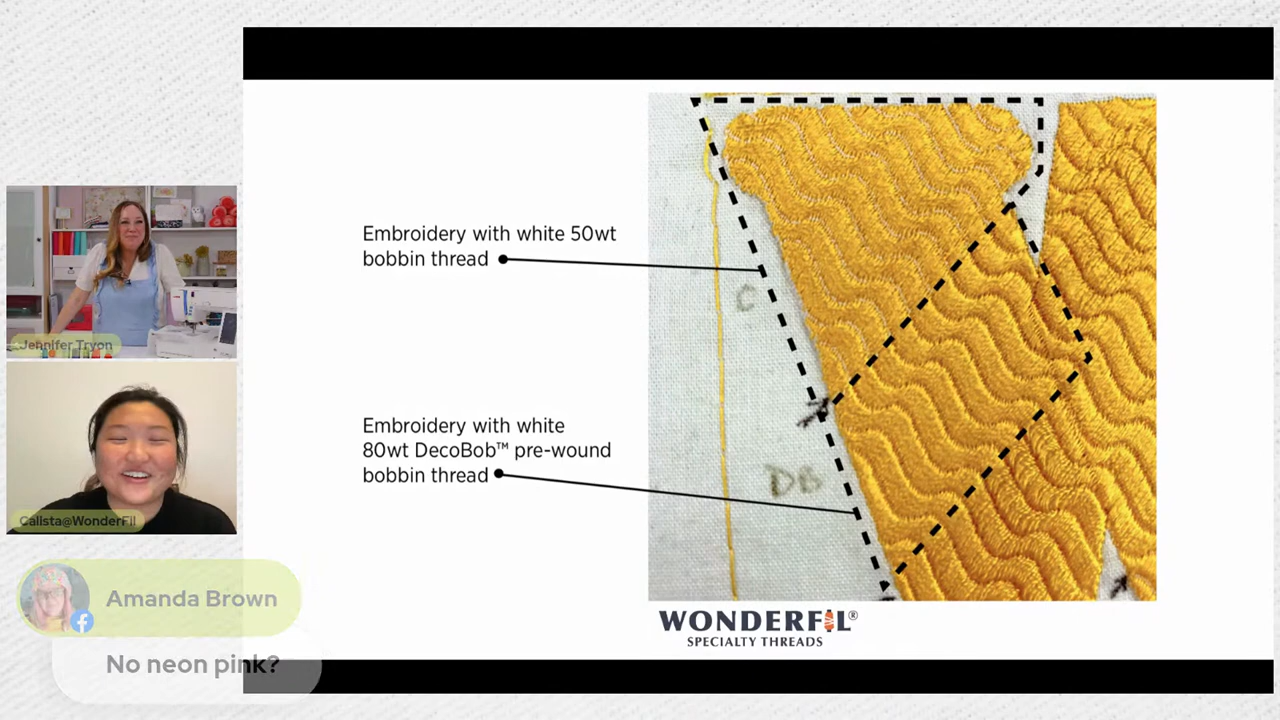 Embroidery with white 50wt
bobbin thread
C
Embroidery with white
80wt DecoBob™ pre-wound
bobbin thread
DB
WONDERFIL®
SPECIALTY THREADS
Jennifer Tryon
Calista@WonderFil
Amanda Brown
No neon pink?